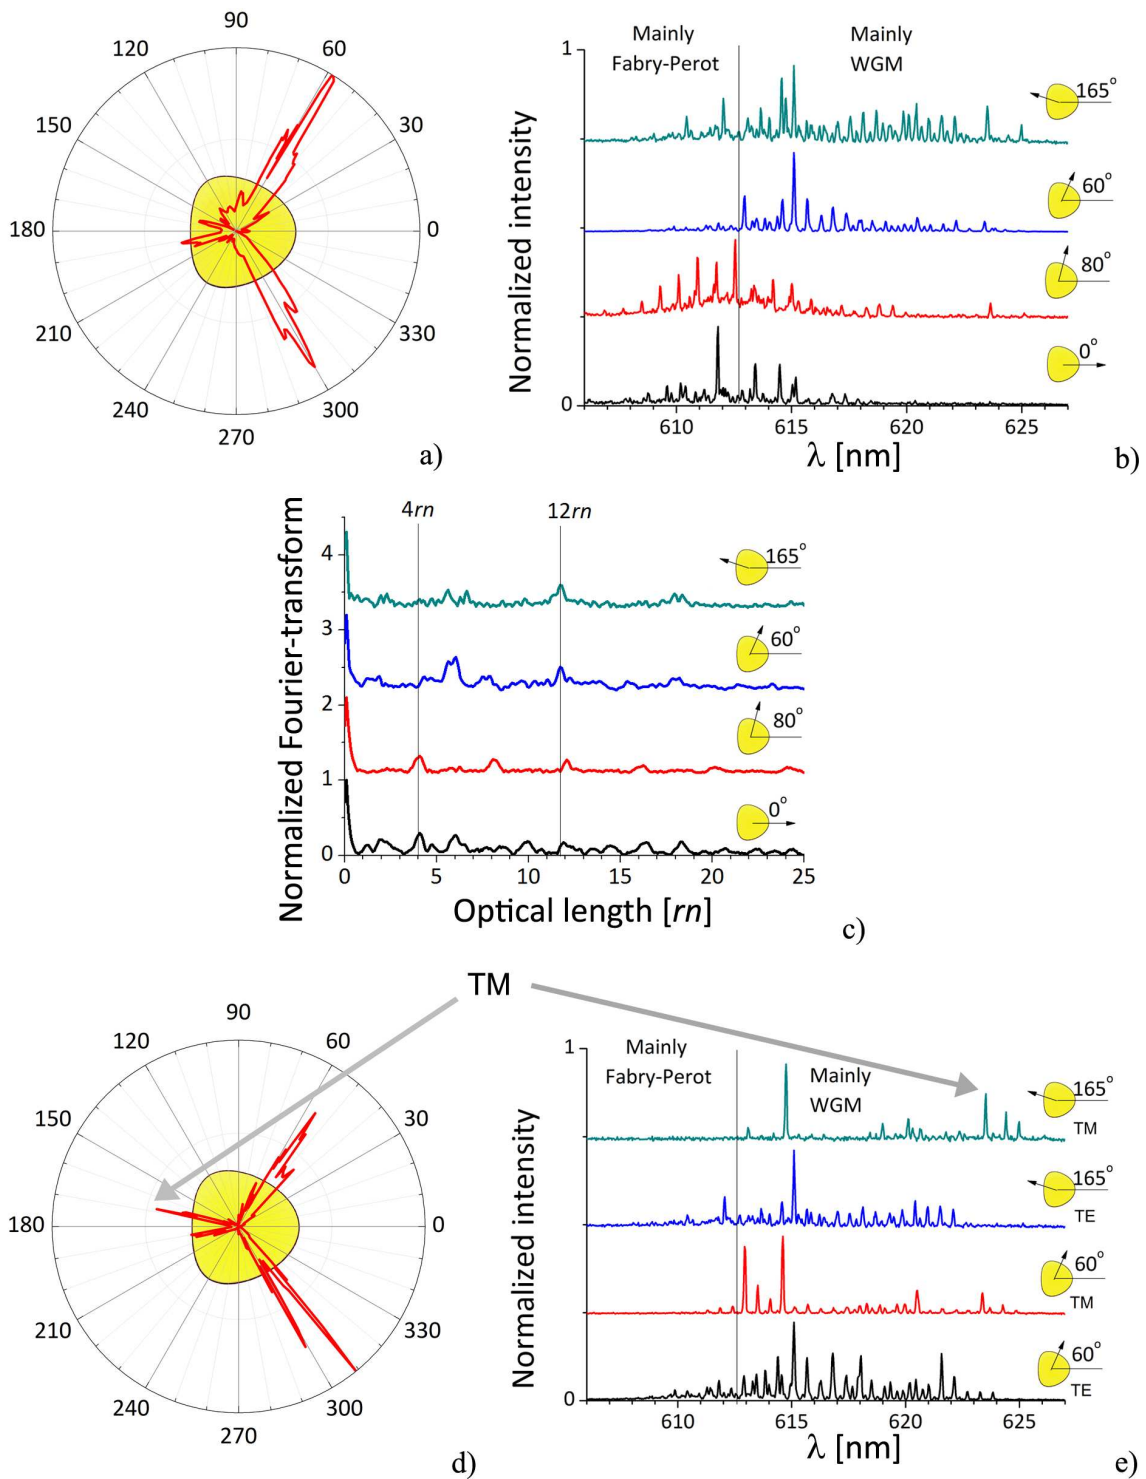 90
120
60
150
30
180
0
210
330
240
300
270
a)
Mainly
Fabry-Perot
Mainly
WGM
1
0
Normalized intensity
165°
60°
80°
0°
610
615
620
625
λ [nm]
b)
4rn
12rn
Normalized Fourier-transform
4
3
2
1
0
165°
60°
80°
0°
0
5
10
15
20
25
Optical length [rn]
c)
TM
90
120
60
150
30
180
0
210
330
240
300
270
d)
Mainly
Fabry-Perot
Mainly
WGM
1
0
Normalized intensity
165°
TM
165°
TE
60°
TM
60°
TE
610
615
620
625
λ [nm]
e)